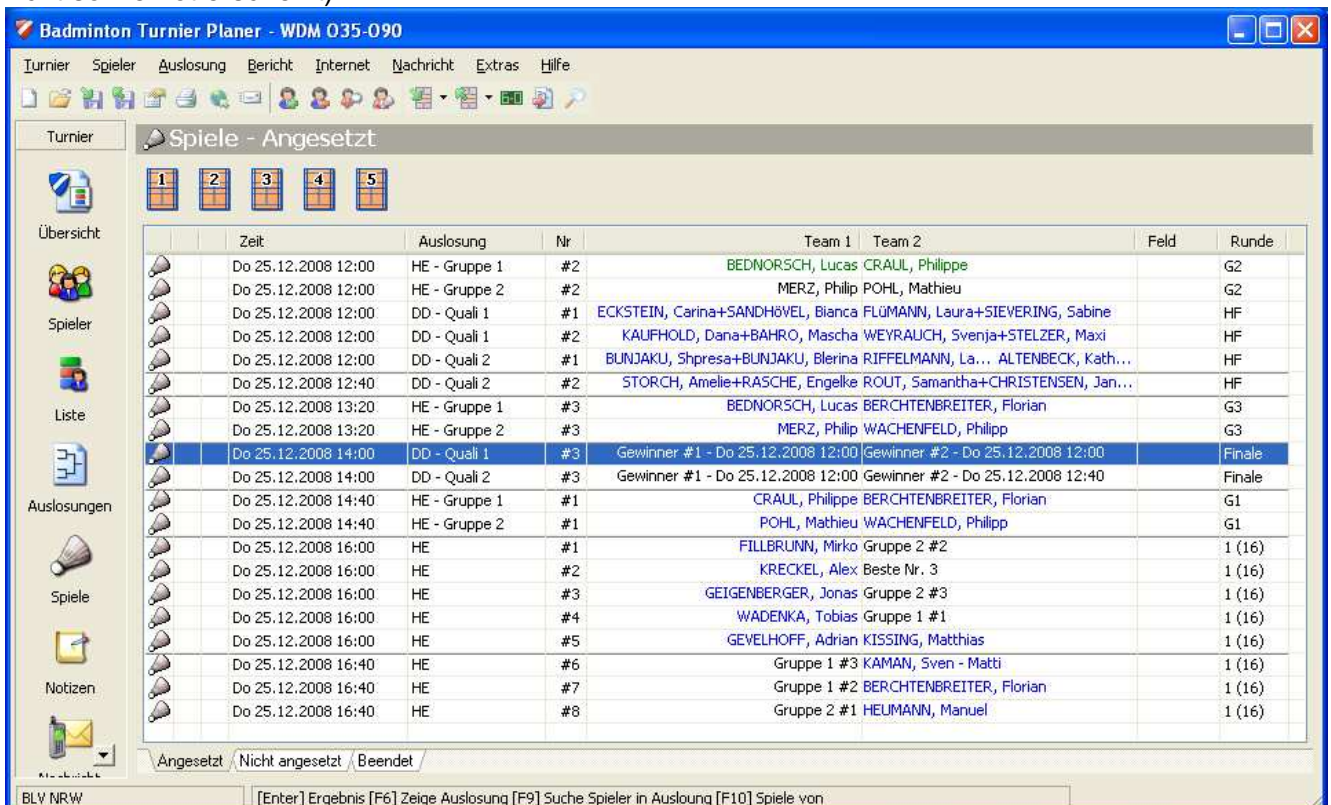 Badminton Turnier Planer - WDM O35-O90
Turnier Spieler Auslosung Bericht Internet Nachricht Extras Hilfe
Turnier
Spiele - Angesetzt
1 2 3 4 5
Übersicht
Spieler
Liste
Auslosungen
Spiele
Notizen
Zeit Auslosung Nr Team 1 Team 2 Feld Runde
Do 25.12.2008 12:00 HE - Gruppe 1 #2 BEDNORSCH, Lucas CRAUL, Philippe G2
Do 25.12.2008 12:00 HE - Gruppe 2 #2 MERZ, Philip POHL, Mathieu G2
Do 25.12.2008 12:00 DD - Quali 1 #1 ECKSTEIN, Carina+SANDHöVEL, Bianca FLüMANN, Laura+SIEVERING, Sabine HF
Do 25.12.2008 12:00 DD - Quali 1 #2 KAUFHOLD, Dana+BAHRO, Mascha WEYRAUCH, Svenja+STELZER, Maxi HF
Do 25.12.2008 12:00 DD - Quali 2 #1 BUNJAKU, Shpresa+BUNJAKU, Blerina RIFFELMANN, La... ALTENBECK, Kath... HF
Do 25.12.2008 12:40 DD - Quali 2 #2 STORCH, Amelie+RASCHE, Engelke ROUT, Samantha+CHRISTENSEN, Jan... HF
Do 25.12.2008 13:20 HE - Gruppe 1 #3 BEDNORSCH, Lucas BERCHTENBREITER, Florian G3
Do 25.12.2008 13:20 HE - Gruppe 2 #3 MERZ, Philip WACHENFELD, Philipp G3
Do 25.12.2008 14:00 DD - Quali 1 #3 Gewinner #1 - Do 25.12.2008 12:00 Gewinner #2 - Do 25.12.2008 12:00 Finale
Do 25.12.2008 14:00 DD - Quali 2 #3 Gewinner #1 - Do 25.12.2008 12:00 Gewinner #2 - Do 25.12.2008 12:40 Finale
Do 25.12.2008 14:40 HE - Gruppe 1 #1 CRAUL, Philippe BERCHTENBREITER, Florian G1
Do 25.12.2008 14:40 HE - Gruppe 2 #1 POHL, Mathieu WACHENFELD, Philipp G1
Do 25.12.2008 16:00 HE #1 FILLBRUNN, Mirko Gruppe 2 #2 1 (16)
Do 25.12.2008 16:00 HE #2 KRECKEL, Alex Beste Nr. 3 1 (16)
Do 25.12.2008 16:00 HE #3 GEIGENBERGER, Jonas Gruppe 2 #3 1 (16)
Do 25.12.2008 16:00 HE #4 WADENKA, Tobias Gruppe 1 #1 1 (16)
Do 25.12.2008 16:00 HE #5 GEVELHOFF, Adrian KISSING, Matthias 1 (16)
Do 25.12.2008 16:40 HE #6 Gruppe 1 #3 KAMAN, Sven - Matti 1 (16)
Do 25.12.2008 16:40 HE #7 Gruppe 1 #2 BERCHTENBREITER, Florian 1 (16)
Do 25.12.2008 16:40 HE #8 Gruppe 2 #1 HEUMANN, Manuel 1 (16)
Angesetzt Nicht angesetzt Beendet
BLV NRW [Enter] Ergebnis [F6] Zeige Auslosung [F9] Suche Spieler in Ausloung [F10] Spiele von